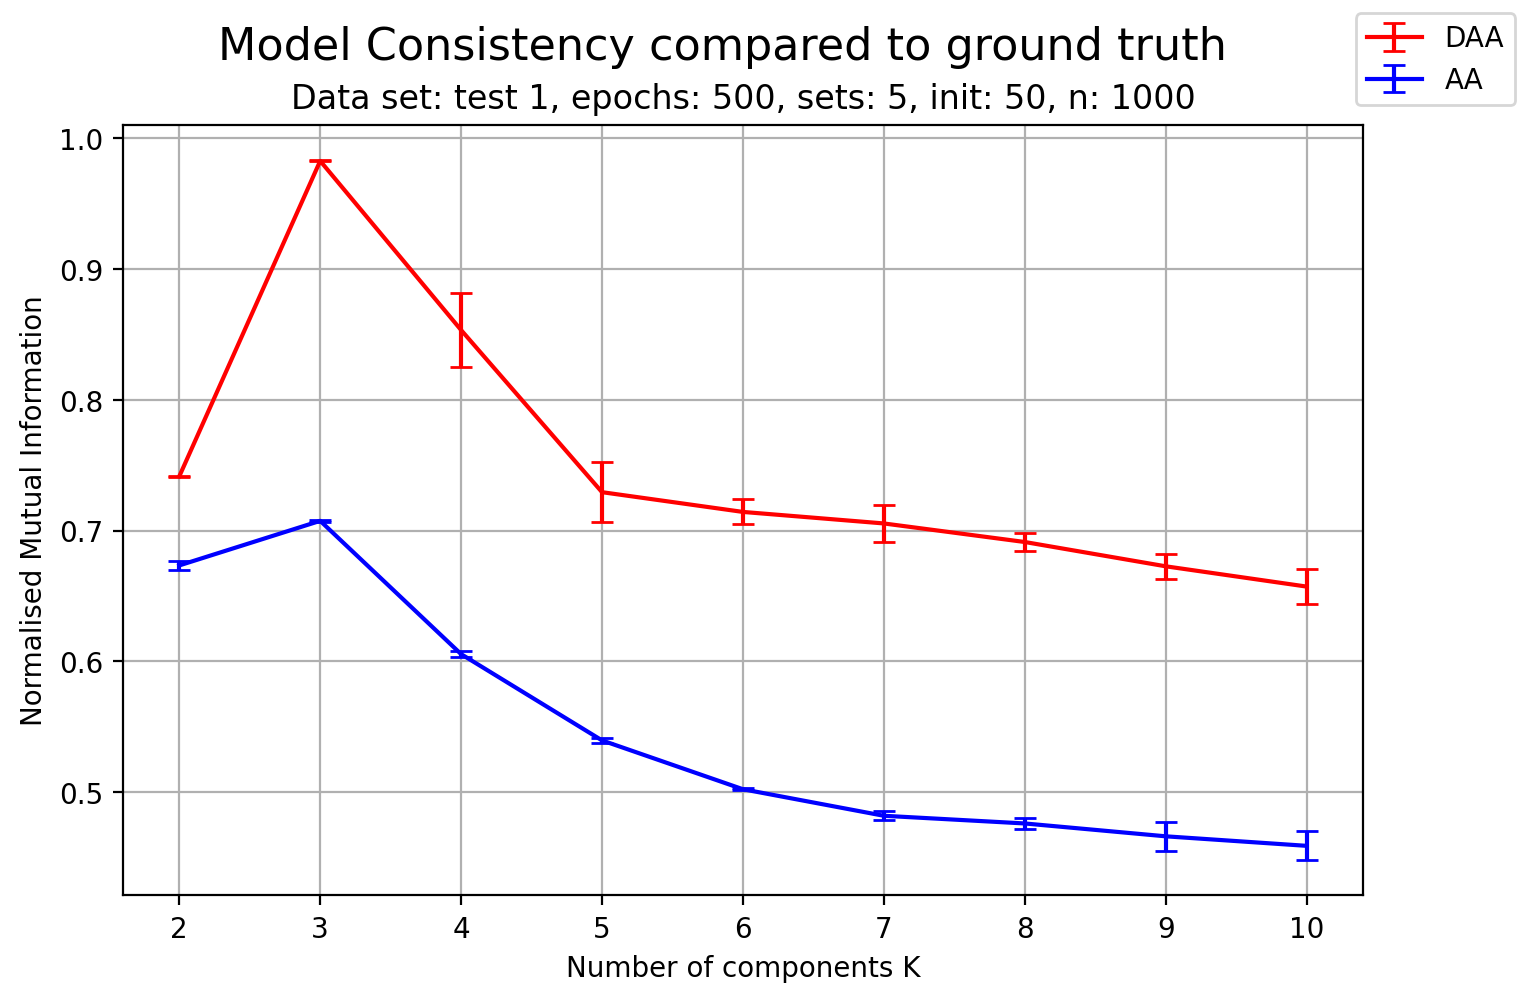 Model Consistency compared to ground truth
Data set: test 1, epochs: 500, sets: 5, init: 50, n: 1000
DAA
AA
Normalised Mutual Information
1.0
0.9
0.8
0.7
0.6
0.5
2 3 4 5 6 7 8 9 10
Number of components K